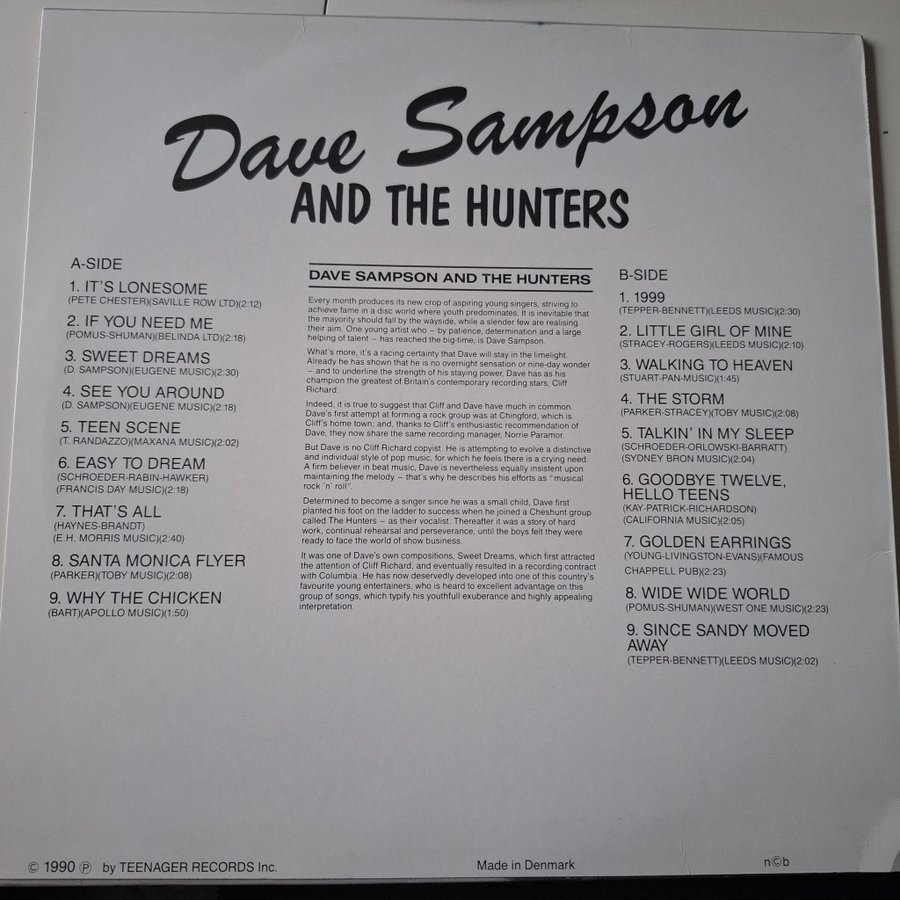 Dave Sampson
AND THE HUNTERS
A-SIDE
1. IT'S LONESOME
(PETE CHESTER)(SAVILLE ROW LTD)(2:12)
2. IF YOU NEED ME
(POMUS-SHUMAN)(BELINDA LTD)(2:18)
3. SWEET DREAMS
(D. SAMPSON)(EUGENE MUSIC)(2:30)
4. SEE YOU AROUND
(D. SAMPSON)(EUGENE MUSIC)(2:18)
5. TEEN SCENE
(T. RANDAZZO)(MAXANA MUSIC)(2:02)
6. EASY TO DREAM
(SCHROEDER-RABIN-HAWKER)
(FRANCIS DAY MUSIC)(2:18)
7. THAT'S ALL
(HAYNES-BRANDT)
(E.H. MORRIS MUSIC)(2:40)
8. SANTA MONICA FLYER
(PARKER)(TOBY MUSIC)(2:08)
9. WHY THE CHICKEN
(BART)(APOLLO MUSIC)(1:50)
DAVE SAMPSON AND THE HUNTERS
Every month produces its new crop of aspiring young singers, striving to
achieve fame in a disc world where youth predominates. It is inevitable that
the mayority should fall by the wayside, while a slender few are realising
their aim. One young artist who – by patience, determination and a large
helping of talent – has reached the big-time, is Dave Sampson.
What's more, it's a racing certainty that Dave will stay in the limelight.
Already he has shown that he is no overnight sensation or nine-day wonder
– and to underline the strength of his staying power, Dave has as his
champion the greatest of Britain's contemporary recording stars, Cliff
Richard.
Indeed, it is true to suggest that Cliff and Dave have much in common.
Dave's first attempt at forming a rock group was at Chingford, which is
Cliff's home town; and, thanks to Cliff's enthusiastic recommendation of
Dave, they now share the same recording manager, Norrie Paramor.
But Dave is no Cliff Richard copyist. He is attempting to evolve a distinctive
and individual style of pop music, for which he feels there is a crying need.
A firm believer in beat music, Dave is nevertheless equally insistent upon
maintaining the melody – that's why he describes his efforts as "musical
rock 'n' roll".
Determined to become a singer since he was a small child, Dave first
planted his foot on the ladder to success when he joined a Cheshunt group
called The Hunters – as their vocalist. Thereafter it was a story of hard
work, continual rehearsal and perseverance, until the boys felt they were
ready to face the world of show business.
It was one of Dave's own compositions, Sweet Dreams, which first attracted
the attention of Cliff Richard, and eventually resulted in a recording contract
with Columbia. He has now deservedly developed into one of this country's
favourite young entertainers, who is heard to excellent advantage on this
group of songs, which typify his youthfull exuberance and highly appealing
interpretation.
B-SIDE
1. 1999
(TEPPER-BENNETT)(LEEDS MUSIC)(2:30)
2. LITTLE GIRL OF MINE
(STRACEY-ROGERS)(LEEDS MUSIC)(2:10)
3. WALKING TO HEAVEN
(STUART-PAN-MUSIC)(1:45)
4. THE STORM
(PARKER-STRACEY)(TOBY MUSIC)(2:08)
5. TALKIN' IN MY SLEEP
(SCHROEDER-ORLOWSKI-BARRATT)
(SYDNEY BRON MUSIC)(2:04)
6. GOODBYE TWELVE,
HELLO TEENS
(KAY-PATRICK-RICHARDSON)
(CALIFORNIA MUSIC)(2:05)
7. GOLDEN EARRINGS
(YOUNG-LIVINGSTON-EVANS)(FAMOUS
CHAPPELL PUB)(2:23)
8. WIDE WIDE WORLD
(POMUS-SHUMAN)(WEST ONE MUSIC)(2:23)
9. SINCE SANDY MOVED
AWAY
(TEPPER-BENNETT)(LEEDS MUSIC)(2:02)
© 1990 ℗ by TEENAGER RECORDS Inc.
Made in Denmark
n©b